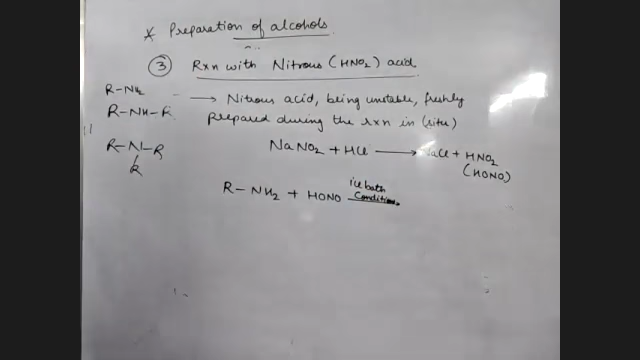 * Preparation of alcohols
③ Rxn with Nitrous (HNO2) acid
R-NH2
R-NH-R
R-N-R
R
→ Nitrous acid, being unstable, freshly
prepared during the rxn in (situ)
NaNO2 + HCl → NaCl + HNO2
(HONO)
R-NH2 + HONO ice bath
Condition